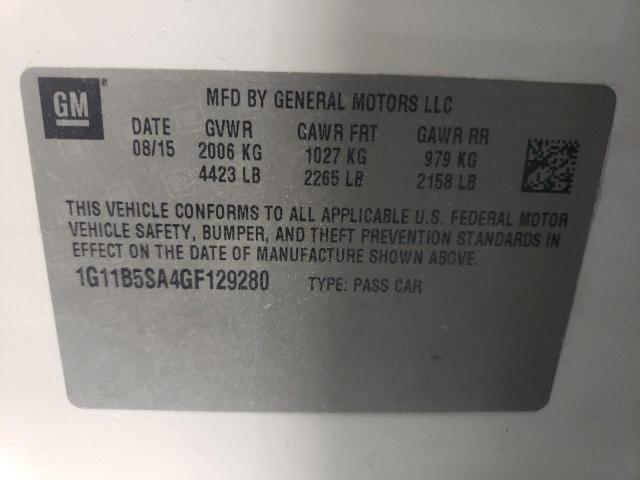 GM
MFD BY GENERAL MOTORS LLC
DATE GVWR GAWR FRT GAWR RR
08/15 2006 KG 1027 KG 979 KG
4423 LB 2265 LB 2158 LB
THIS VEHICLE CONFORMS TO ALL APPLICABLE U.S. FEDERAL MOTOR
VEHICLE SAFETY, BUMPER, AND THEFT PREVENTION STANDARDS IN
EFFECT ON THE DATE OF MANUFACTURE SHOWN ABOVE.
1G11B5SA4GF129280 TYPE: PASS CAR